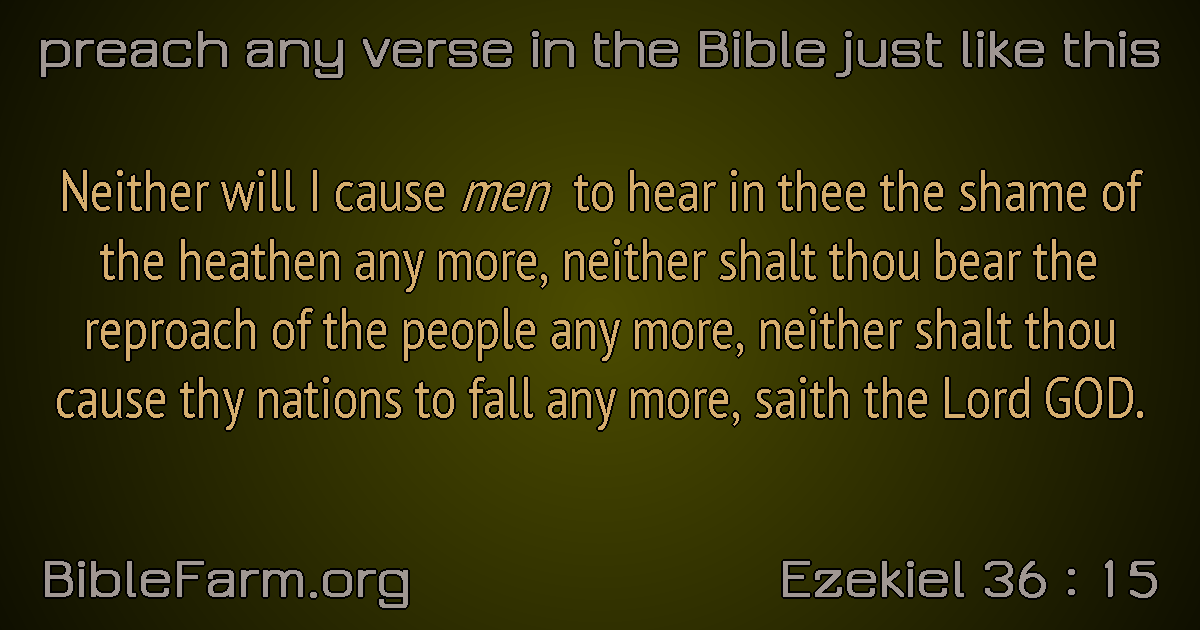 preach any verse in the Bible just like this
Neither will I cause men to hear in thee the shame of
the heathen any more, neither shalt thou bear the
reproach of the people any more, neither shalt thou
cause thy nations to fall any more, saith the Lord GOD.
BibleFarm.org
Ezekiel 36 : 15